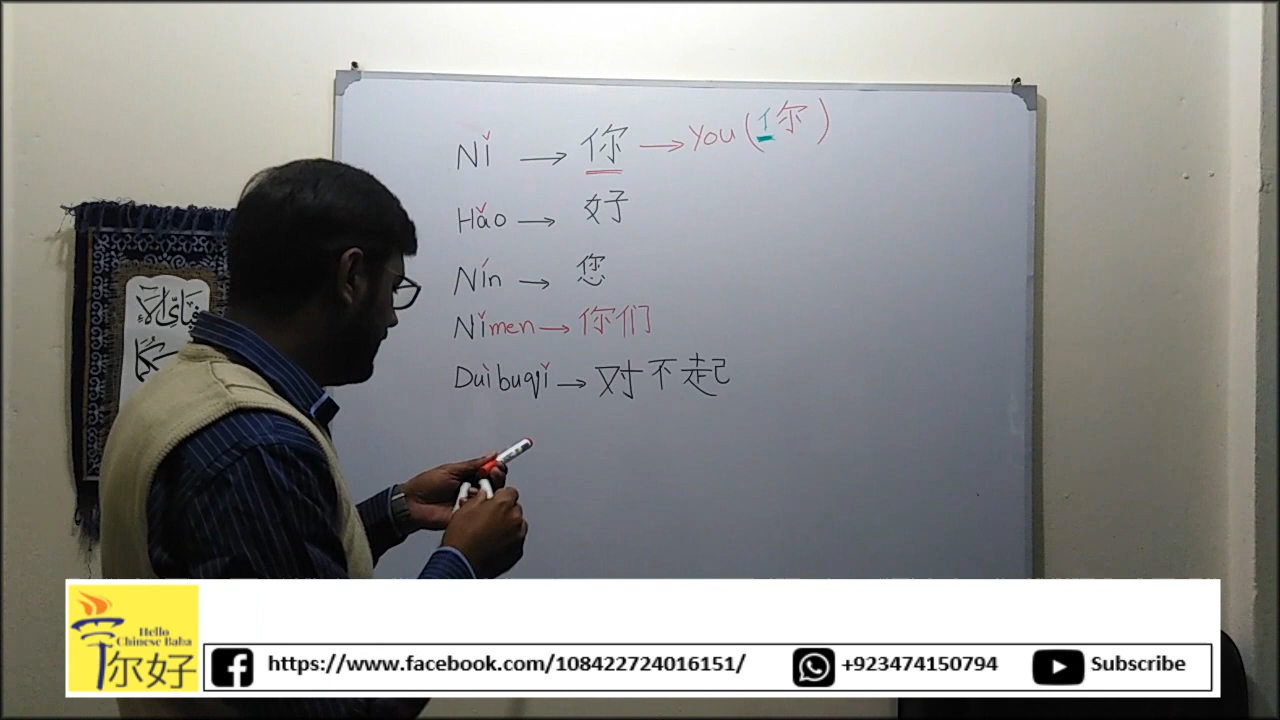 Nǐ → 你 → You (亻尔)
Hǎo → 好
Nín → 您
Nǐmen → 你们
Duìbuqǐ → 对不起
Hello
Chinese Baba
你好
https://www.facebook.com/108422724016151/
+923474150794
Subscribe